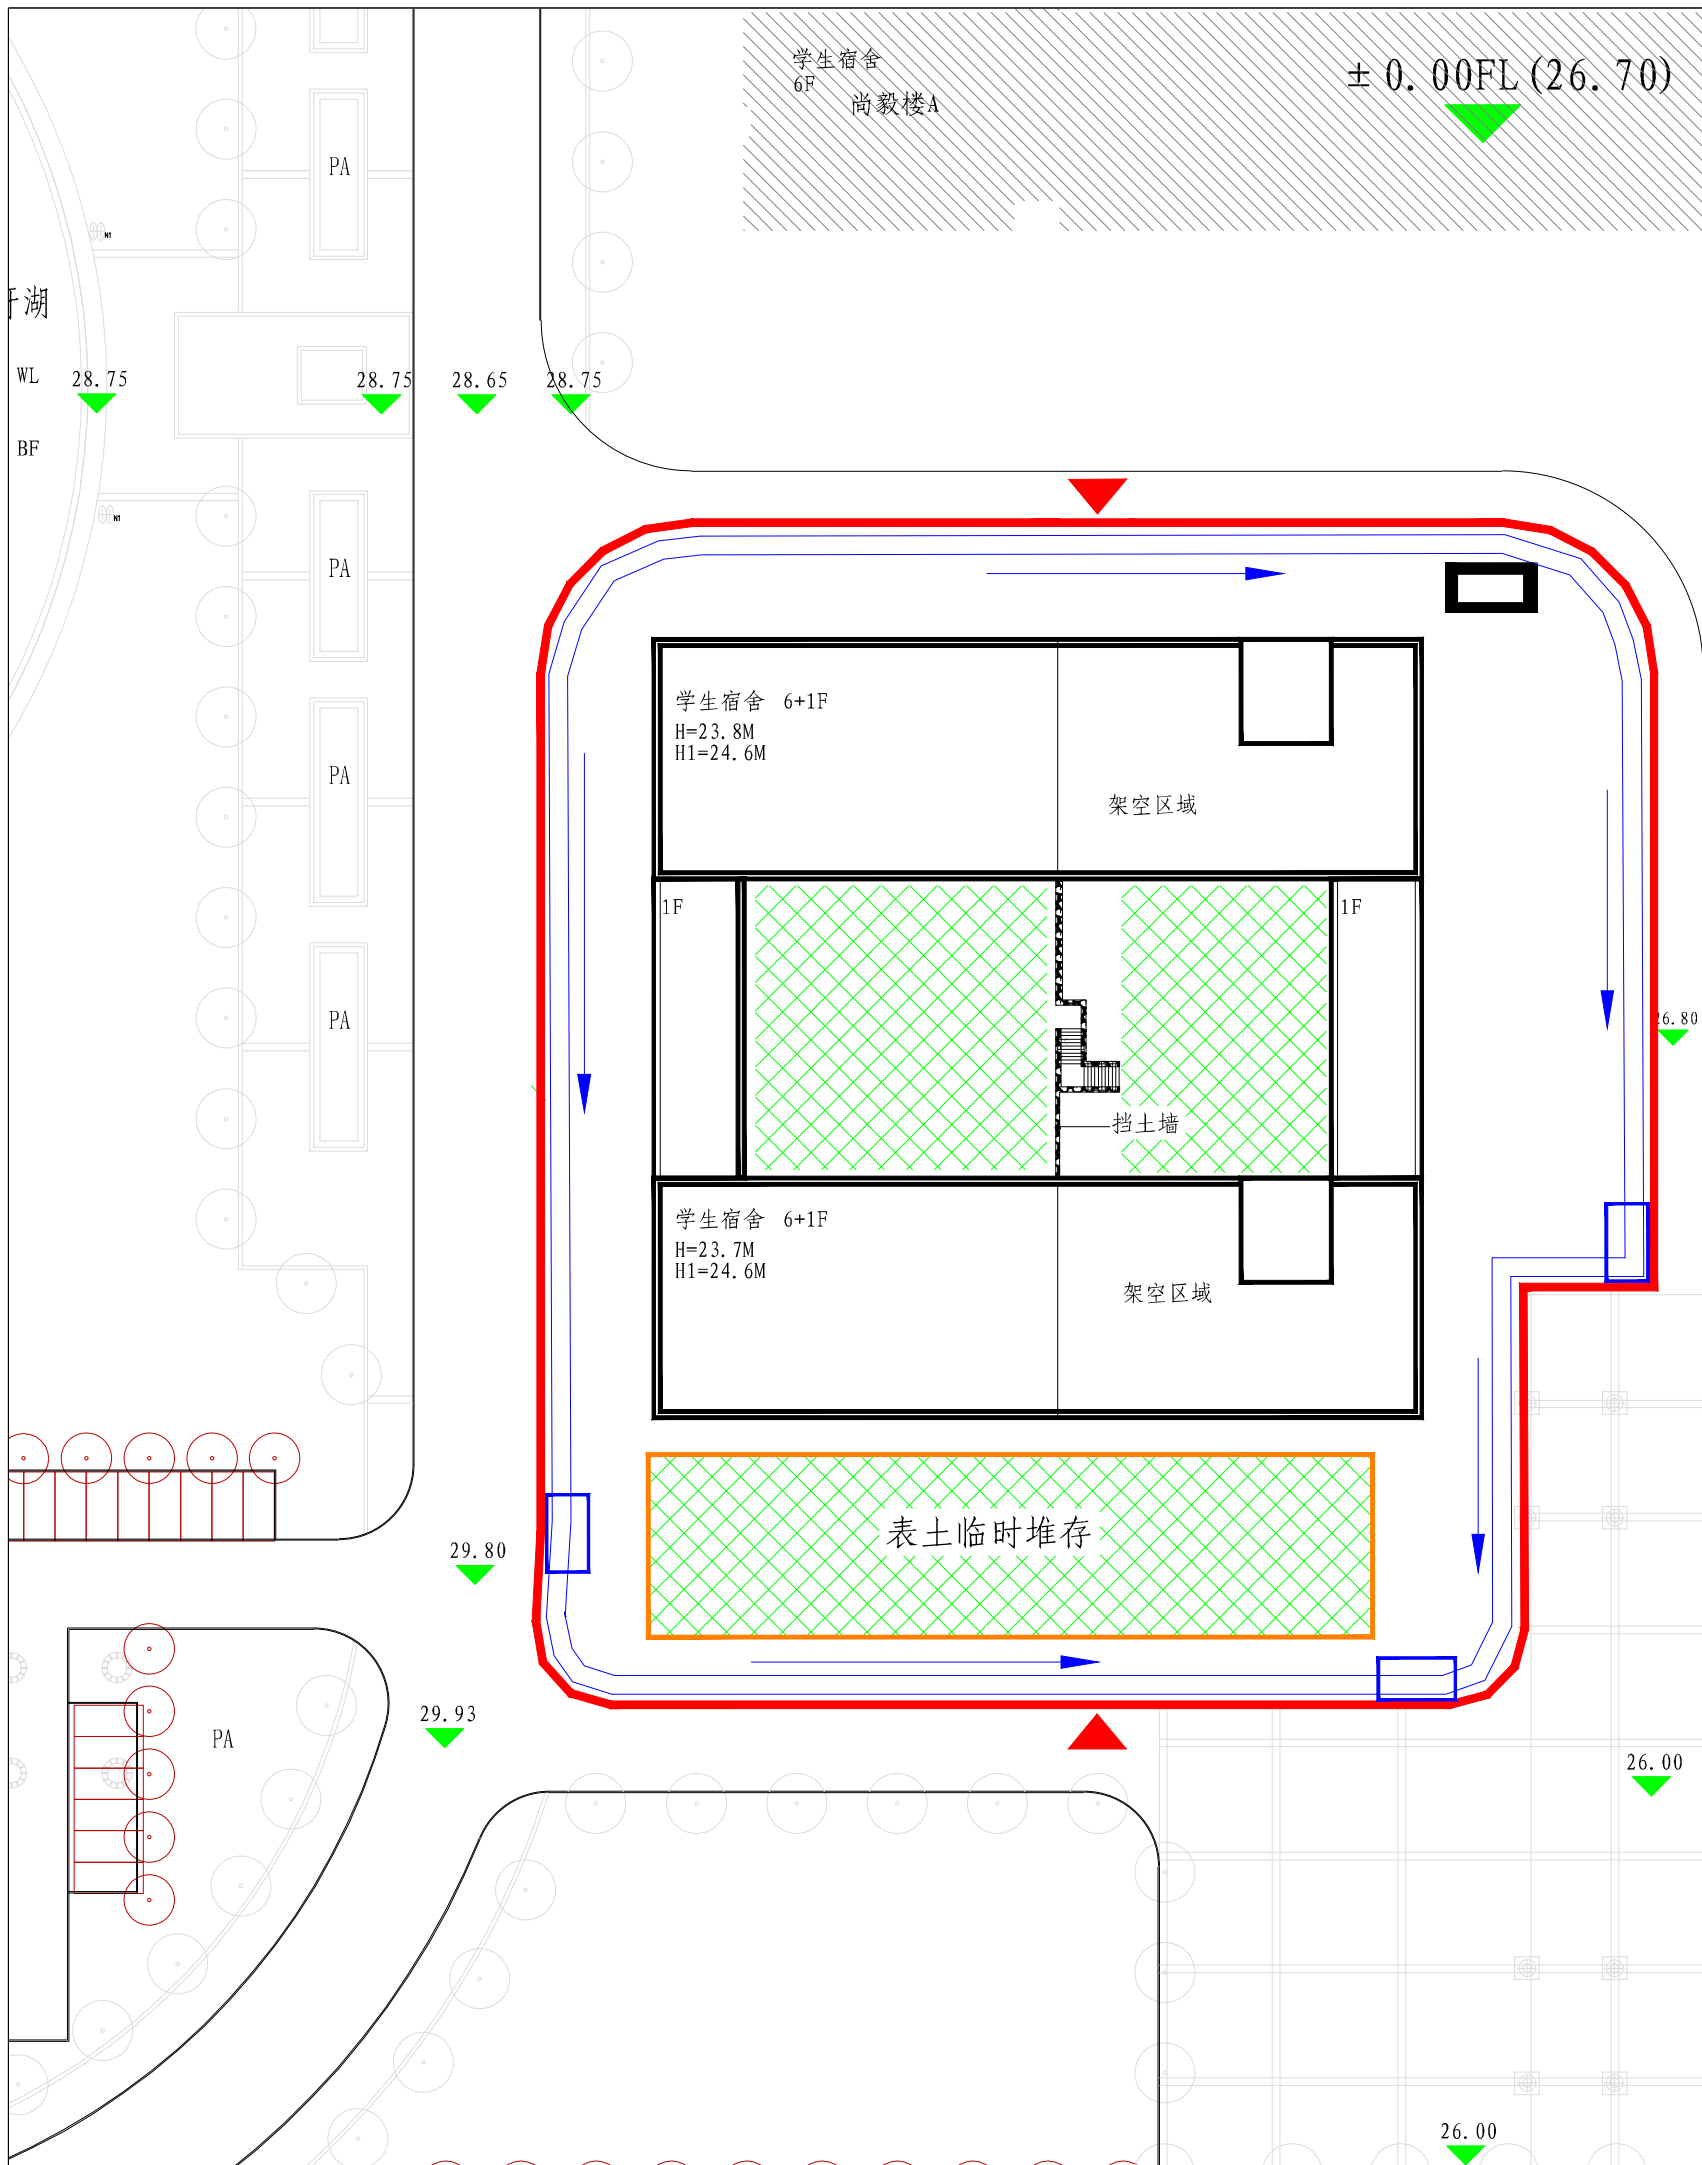 学生宿舍
6F
尚毅楼A
±0.00FL(26.70)
PA
N1
湖
WL
28.75
28.75
28.65
28.75
BF
N1
PA
学生宿舍 6+1F
H=23.8M
H1=24.6M
PA
架空区域
1F
1F
PA
26.80
挡土墙
学生宿舍 6+1F
H=23.7M
H1=24.6M
架空区域
表土临时堆存
29.80
29.93
PA
26.00
26.00